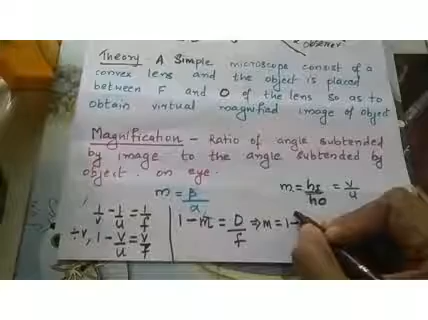 observer
Theory A Simple microscope consist of a
convex lens and the object is placed
between F and O of the lens so as to
obtain virtual magnified image of object
Magnification - Ratio of angle subtended
by image to the angle subtended by
object on eye.
m = β/α
m = hi/ho = v/u
1/v - 1/u = 1/f
÷v, 1 - v/u = v/f
1 - m = D/f ⇒ m = 1 -